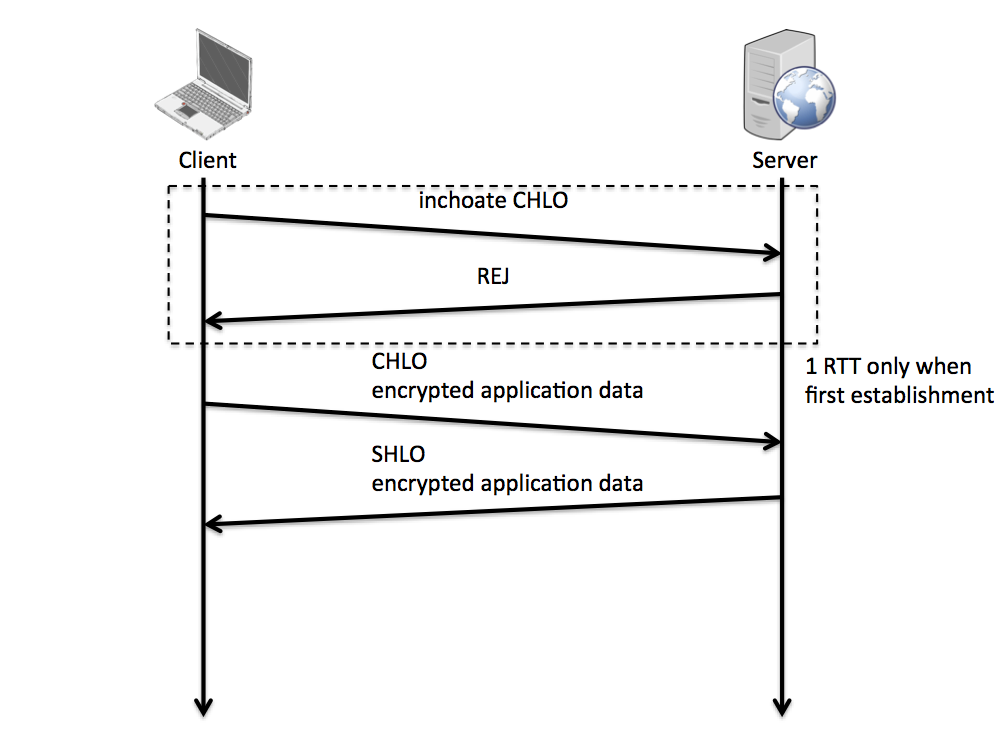 Client
Server
inchoate CHLO
REJ
CHLO
encrypted application data
1 RTT only when
first establishment
SHLO
encrypted application data